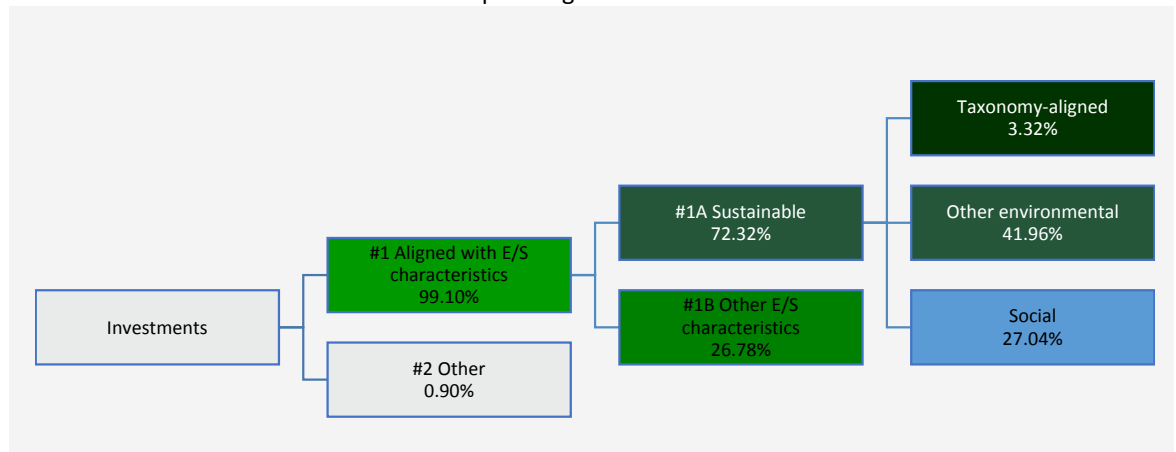 Taxonomy-aligned
3.32%
#1A Sustainable
72.32%
Other environmental
41.96%
#1 Aligned with E/S
characteristics
99.10%
Investments
#1B Other E/S
characteristics
26.78%
Social
27.04%
#2 Other
0.90%